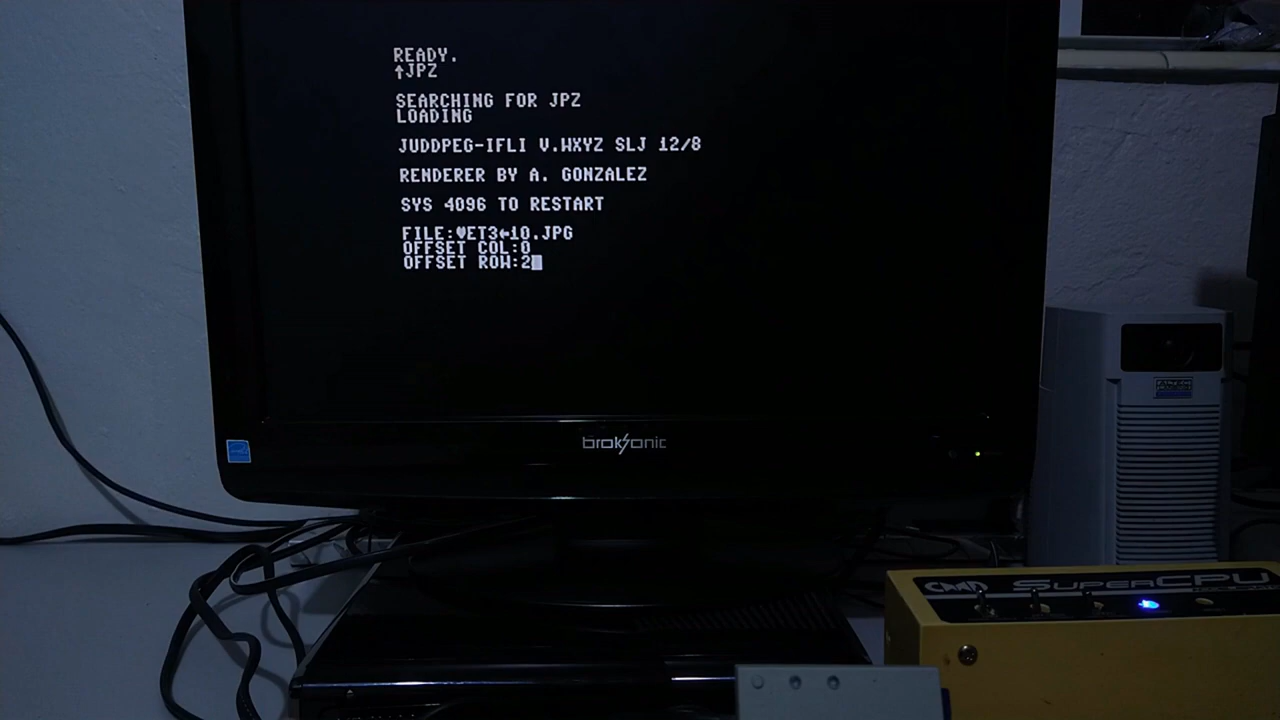 READY.
↑JPZ
SEARCHING FOR JPZ
LOADING
JUDDPEG-IFLI V.WXYZ SLJ 12/8
RENDERER BY A. GONZALEZ
SYS 4096 TO RESTART
FILE:♥ET3←10.JPG
OFFSET COL:0
OFFSET ROW:2
broksonic
ALTEC
CMD SUPERCPU